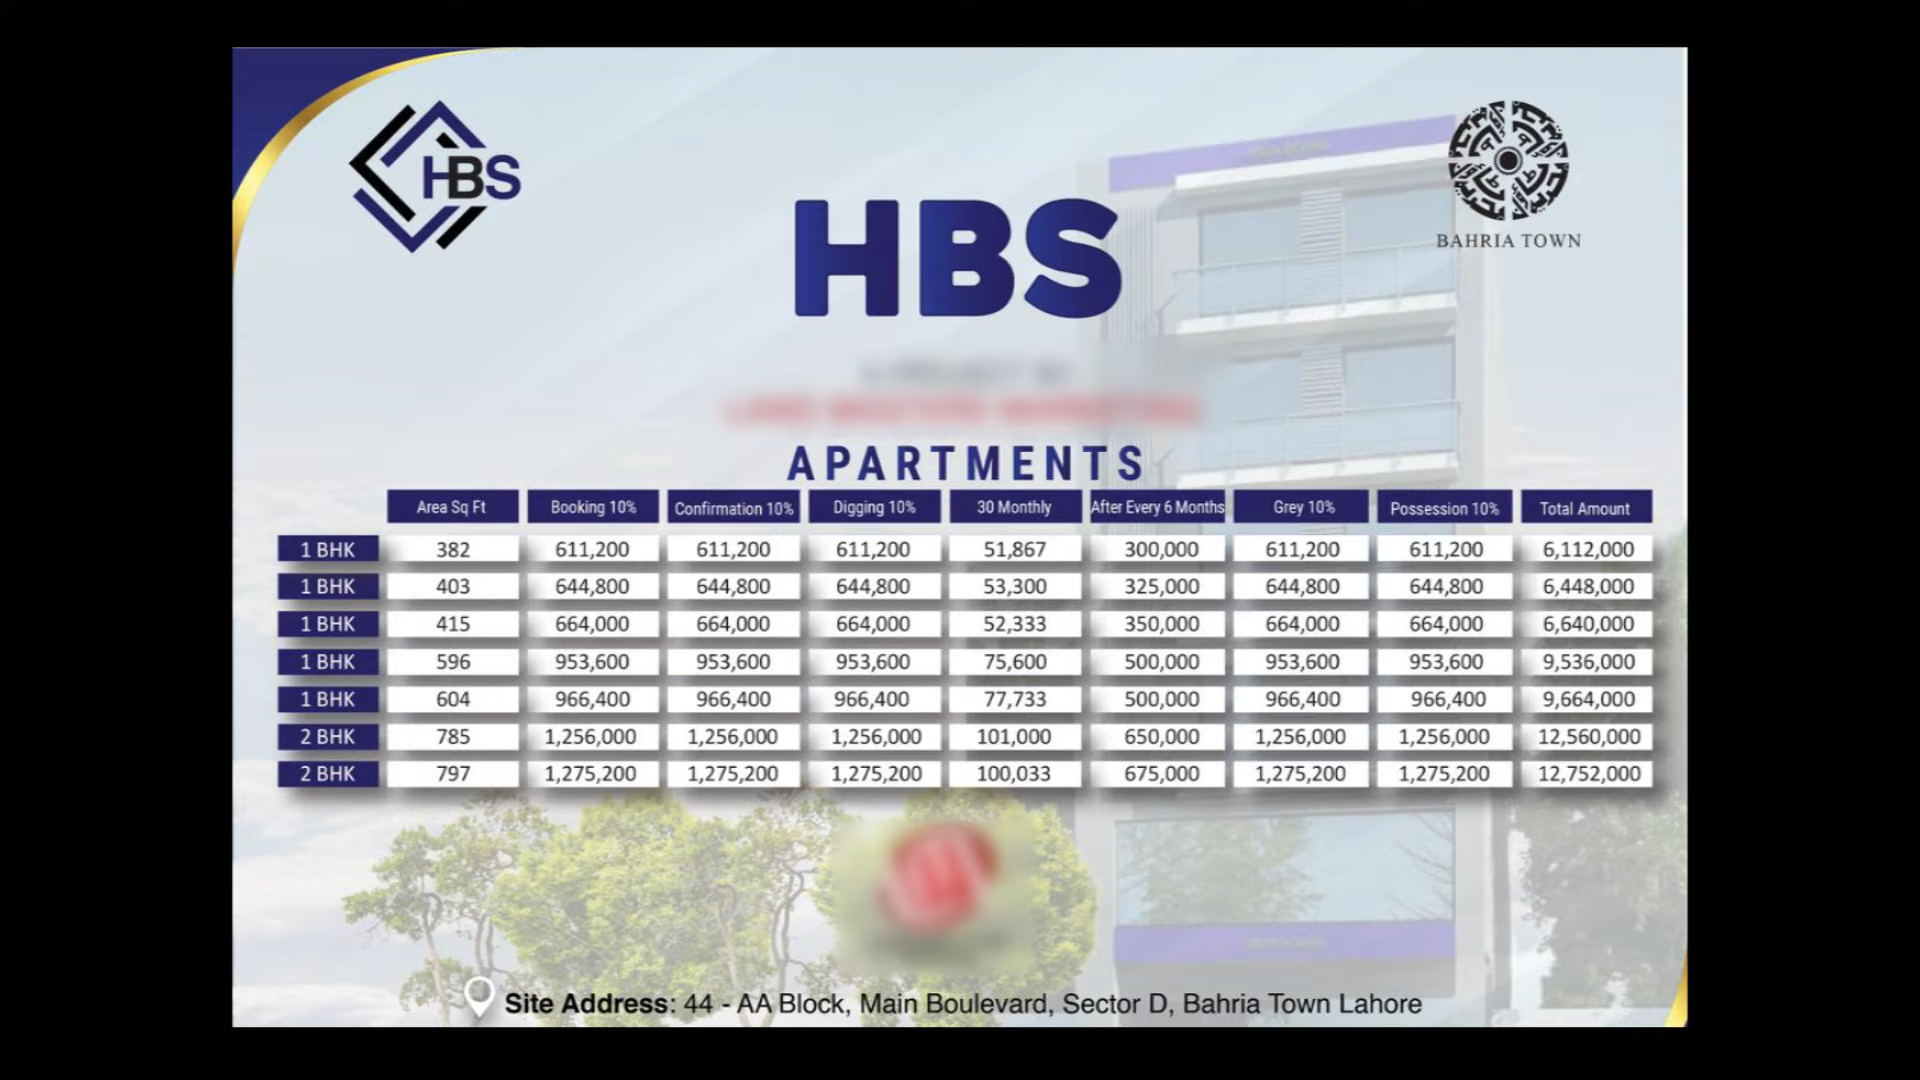 HBS
BAHRIA TOWN
HBS
APARTMENTS
Area Sq Ft Booking 10% Confirmation 10% Digging 10% 30 Monthly After Every 6 Months Grey 10% Possession 10% Total Amount
1 BHK 382 611,200 611,200 611,200 51,867 300,000 611,200 611,200 6,112,000
1 BHK 403 644,800 644,800 644,800 53,300 325,000 644,800 644,800 6,448,000
1 BHK 415 664,000 664,000 664,000 52,333 350,000 664,000 664,000 6,640,000
1 BHK 596 953,600 953,600 953,600 75,600 500,000 953,600 953,600 9,536,000
1 BHK 604 966,400 966,400 966,400 77,733 500,000 966,400 966,400 9,664,000
2 BHK 785 1,256,000 1,256,000 1,256,000 101,000 650,000 1,256,000 1,256,000 12,560,000
2 BHK 797 1,275,200 1,275,200 1,275,200 100,033 675,000 1,275,200 1,275,200 12,752,000
Site Address: 44 - AA Block, Main Boulevard, Sector D, Bahria Town Lahore